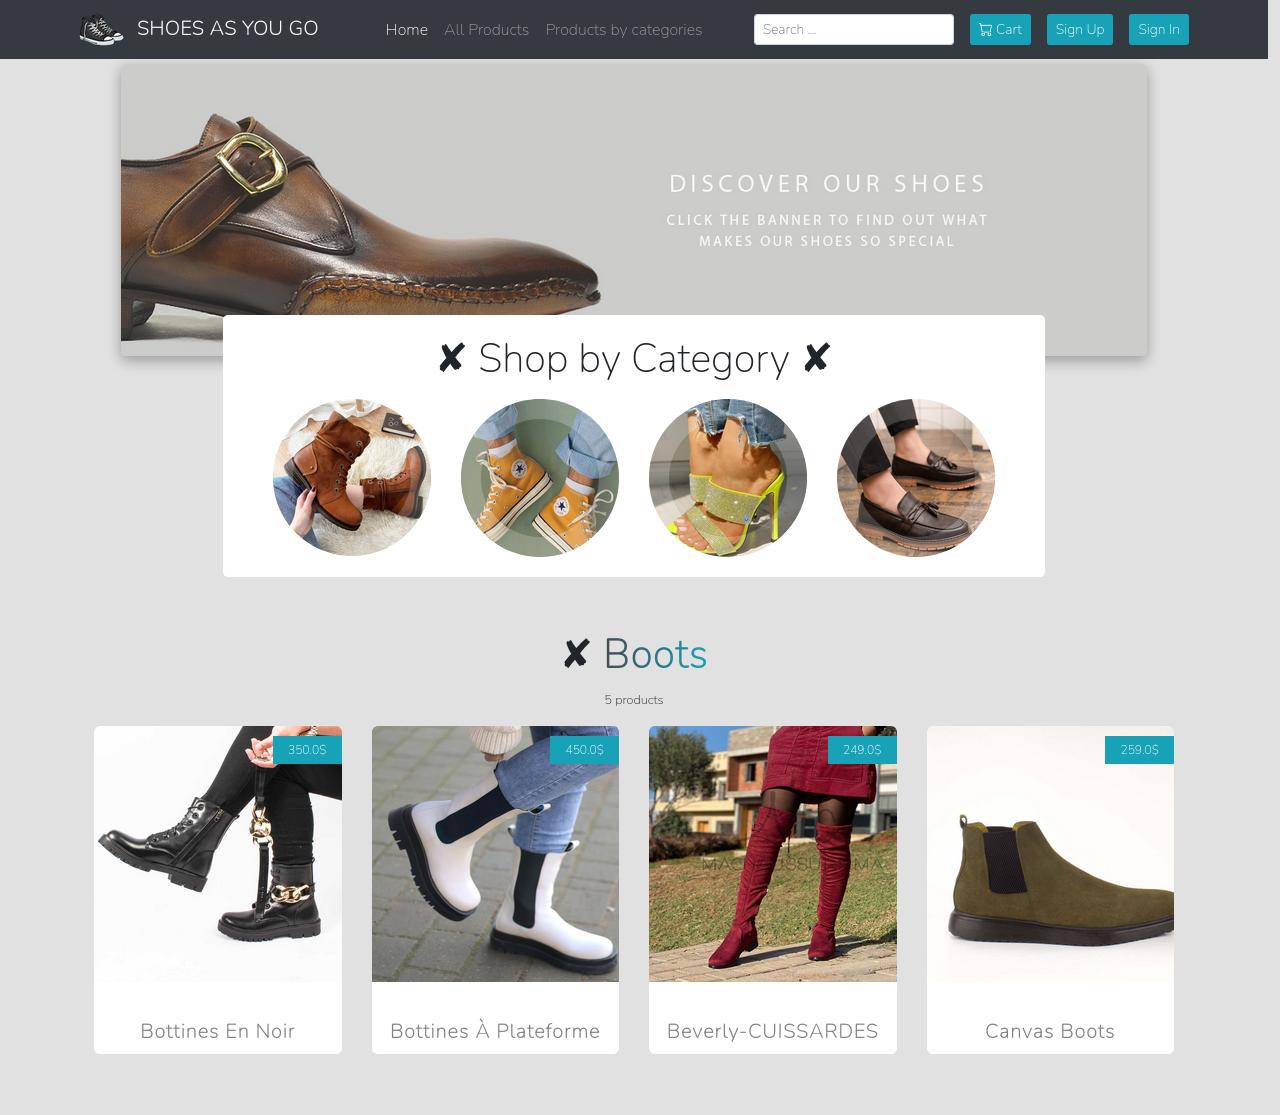 SHOES AS YOU GO
Home
All Products
Products by categories
Search ...
Cart
Sign Up
Sign In
DISCOVER OUR SHOES
CLICK THE BANNER TO FIND OUT WHAT
MAKES OUR SHOES SO SPECIAL
✘ Shop by Category ✘
✘ Boots
5 products
350.0$
450.0$
249.0$
259.0$
Bottines En Noir
Bottines À Plateforme
Beverly-CUISSARDES
Canvas Boots